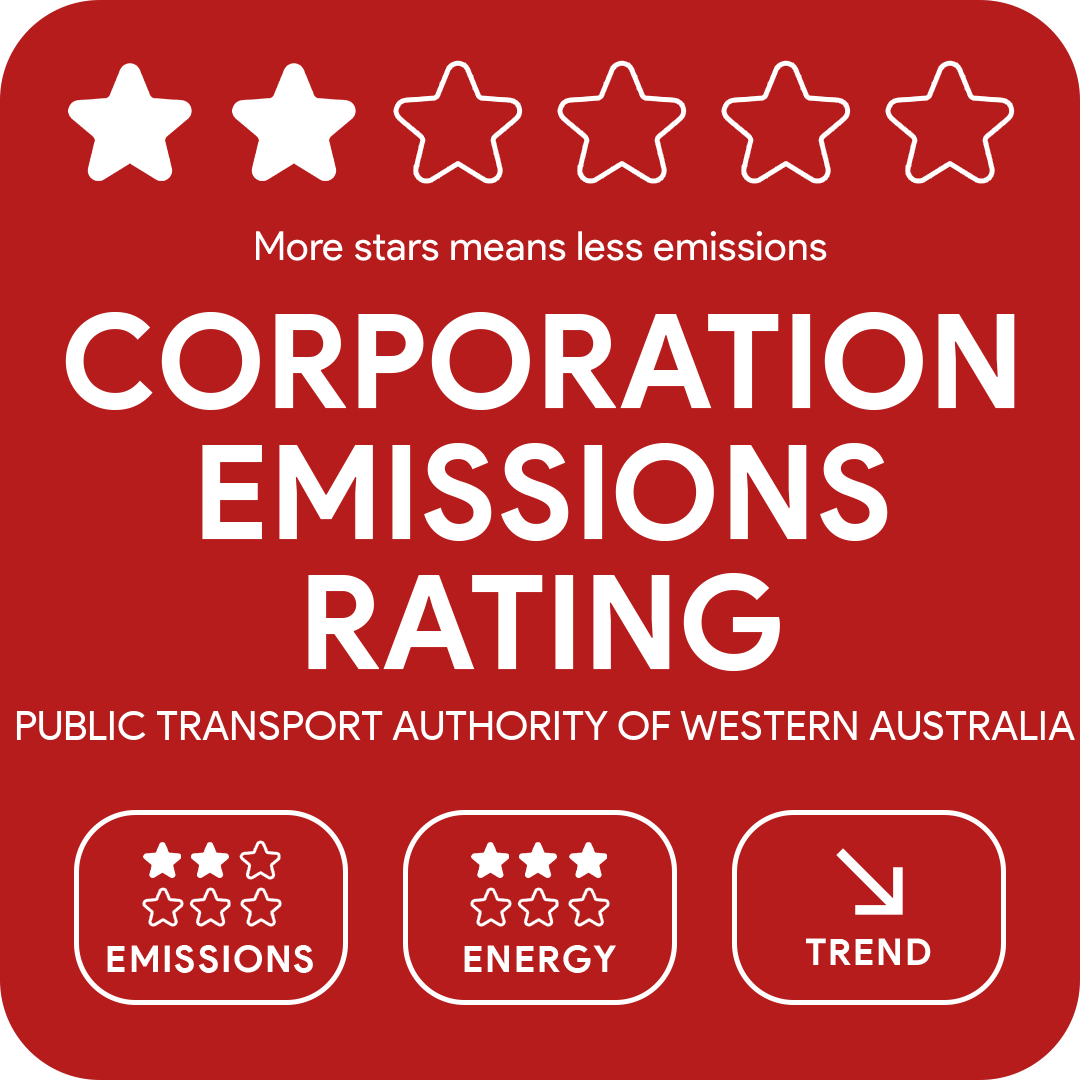 More stars means less emissions
CORPORATION
EMISSIONS
RATING
PUBLIC TRANSPORT AUTHORITY OF WESTERN AUSTRALIA
EMISSIONS
ENERGY
TREND